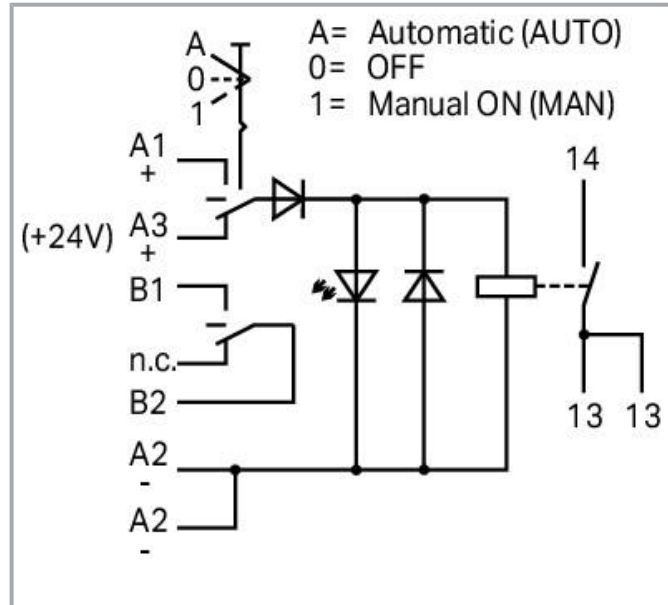 A
0
1
A= Automatic (AUTO)
0= OFF
1= Manual ON (MAN)
A1
+
(+24V) A3
+
B1
n.c.
B2
A2
-
A2
-
14
13 13